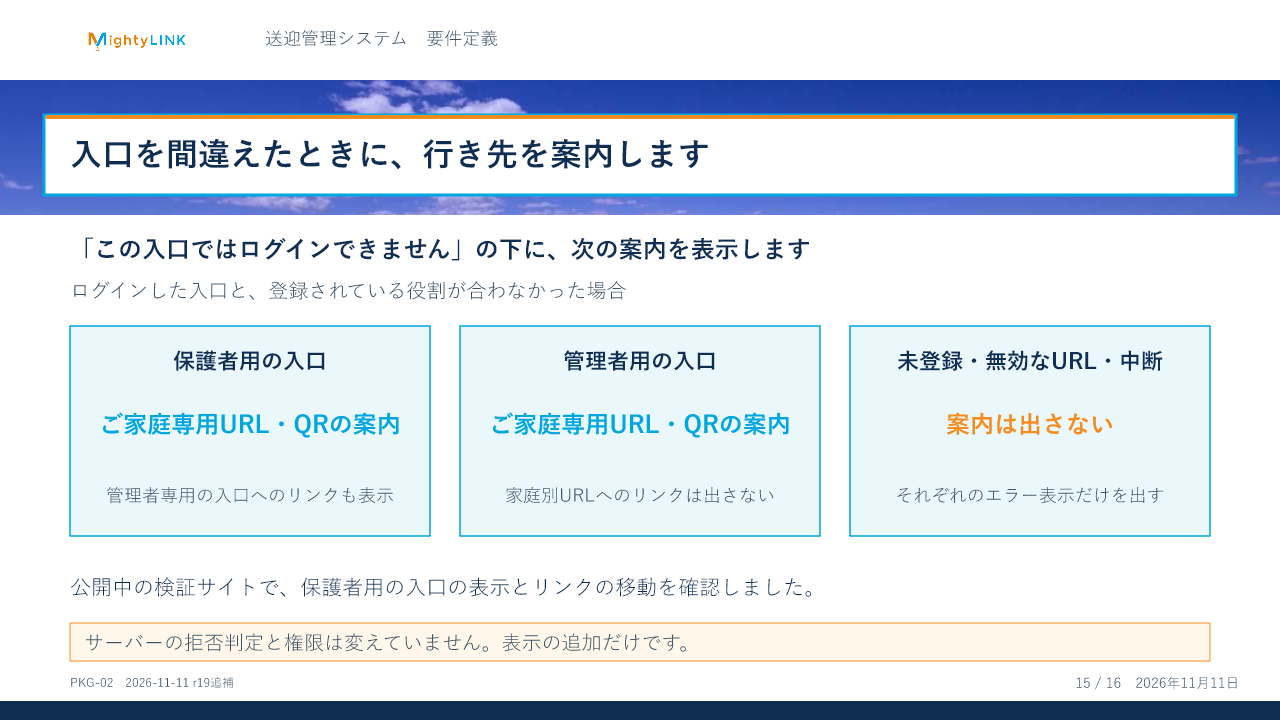 MightyLINK
送迎管理システム　要件定義
入口を間違えたときに、行き先を案内します
「この入口ではログインできません」の下に、次の案内を表示します
ログインした入口と、登録されている役割が合わなかった場合
保護者用の入口
ご家庭専用URL・QRの案内
管理者専用の入口へのリンクも表示
管理者用の入口
ご家庭専用URL・QRの案内
家庭別URLへのリンクは出さない
未登録・無効なURL・中断
案内は出さない
それぞれのエラー表示だけを出す
公開中の検証サイトで、保護者用の入口の表示とリンクの移動を確認しました。
サーバーの拒否判定と権限は変えていません。表示の追加だけです。
PKG-02　2026-11-11 r19追補
15 / 16　2026年11月11日